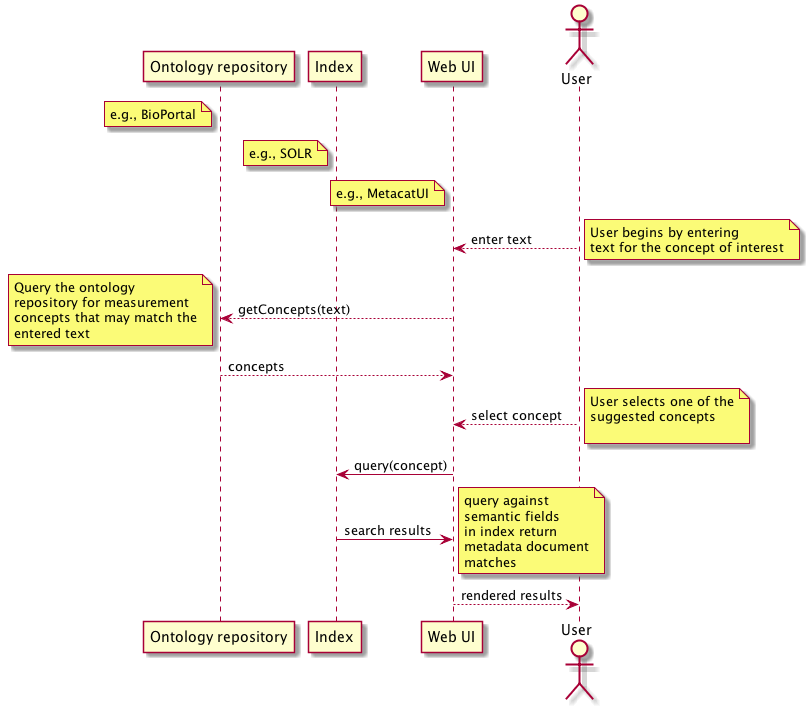 User
Ontology repository
Index
Web UI
e.g., BioPortal
e.g., SOLR
e.g., MetacatUI
enter text
User begins by entering
text for the concept of interest
Query the ontology
repository for measurement
concepts that may match the
entered text
getConcepts(text)
concepts
select concept
User selects one of the
suggested concepts
query(concept)
search results
query against
semantic fields
in index return
metadata document
matches
rendered results
Ontology repository
Index
Web UI
User